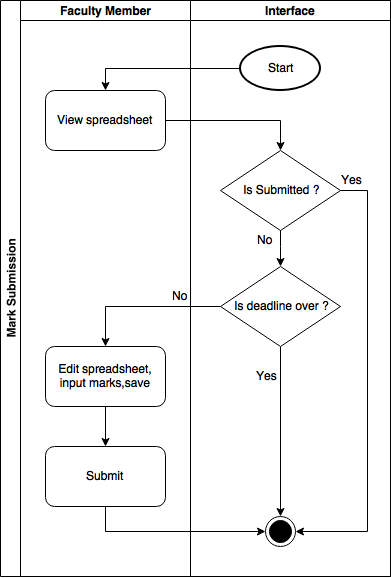 Faculty Member
Interface
Mark Submission
Start
View spreadsheet
Is Submitted ?
Yes
No
Is deadline over ?
No
Edit spreadsheet,
input marks,save
Yes
Submit